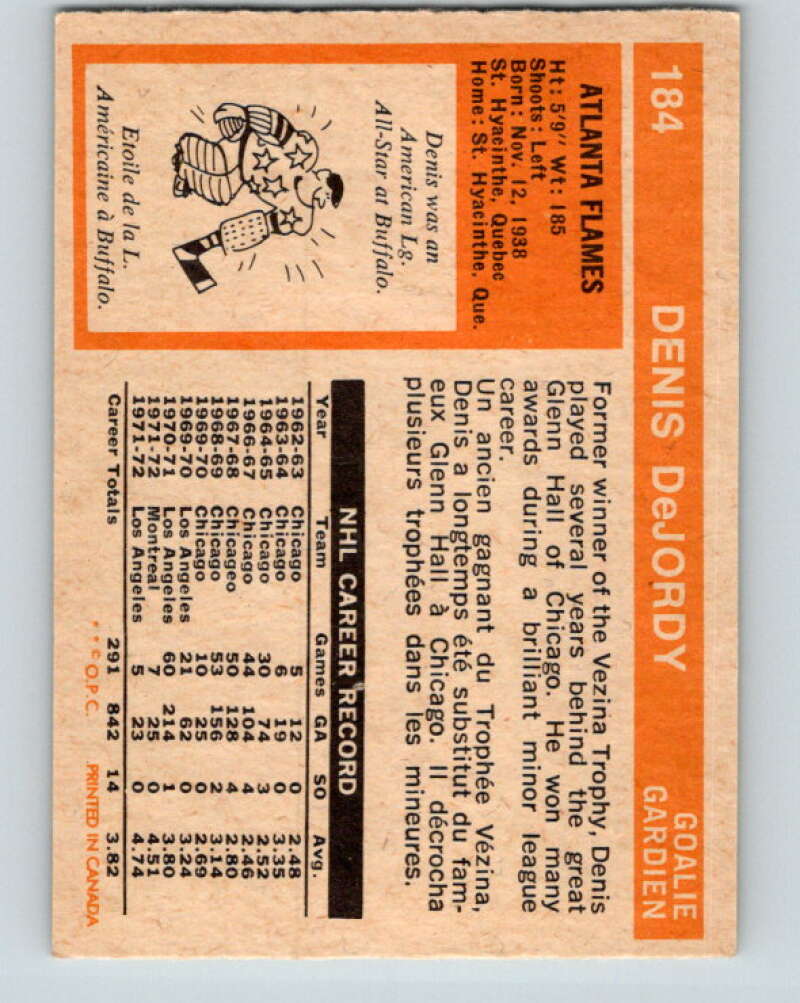 184 DENIS DeJORDY GOALIE
GARDIEN
ATLANTA FLAMES
Ht: 5'9" Wt: 185
Shoots: Left
Born: Nov. 12, 1938
St. Hyacinthe, Quebec
Home: St. Hyacinthe, Que.
Denis was an
American Lg.
All-Star at Buffalo.
Etoile de la L.
Américaine à Buffalo.
Former winner of the Vezina Trophy, Denis
played several years behind the great
Glenn Hall of Chicago. He won many
awards during a brilliant minor league
career.
Un ancien gagnant du Trophée Vézina,
Denis a longtemps été substitut du fam-
eux Glenn Hall à Chicago. Il décrocha
plusieurs trophées dans les mineures.
NHL CAREER RECORD
Year Team Games GA SO Avg.
1962-63 Chicago 5 12 0 2.48
1963-64 Chicago 6 19 0 3.35
1964-65 Chicago 30 74 3 2.52
1966-67 Chicago 44 104 4 2.46
1967-68 Chicageo 50 128 4 2.80
1968-69 Chicago 53 156 2 3.14
1969-70 Chicago 10 25 0 2.69
1969-70 Los Angeles 21 62 0 3.24
1970-71 Los Angeles 60 214 1 3.80
1971-72 Montreal 7 25 0 4.51
1971-72 Los Angeles 5 23 0 4.74
Career Totals 291 842 14 3.82
* * © O.P.C. PRINTED IN CANADA